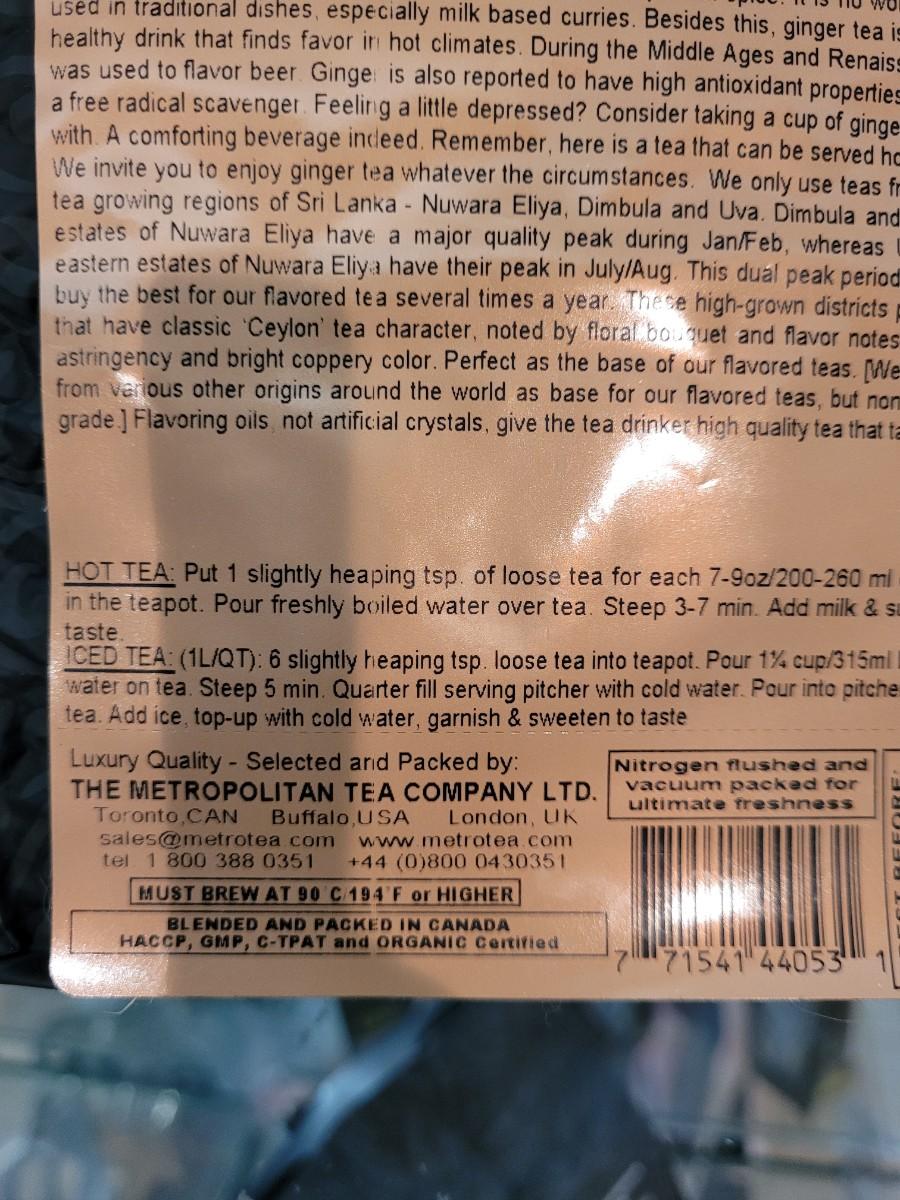 used in traditional dishes, especially milk based curries. Besides this, ginger tea is
healthy drink that finds favor in hot climates. During the Middle Ages and Renaiss
was used to flavor beer. Ginger is also reported to have high antioxidant properties
a free radical scavenger. Feeling a little depressed? Consider taking a cup of ginge
with. A comforting beverage indeed. Remember, here is a tea that can be served ho
We invite you to enjoy ginger tea whatever the circumstances. We only use teas fr
tea growing regions of Sri Lanka - Nuwara Eliya, Dimbula and Uva. Dimbula and
estates of Nuwara Eliya have a major quality peak during Jan/Feb, whereas
eastern estates of Nuwara Eliya have their peak in July/Aug. This dual peak period
buy the best for our flavored tea several times a year. These high-grown districts
that have classic 'Ceylon' tea character, noted by floral bouquet and flavor notes
astringency and bright coppery color. Perfect as the base of our flavored teas. [We
from various other origins around the world as base for our flavored teas, but non
grade.] Flavoring oils, not artificial crystals, give the tea drinker high quality tea that ta
HOT TEA: Put 1 slightly heaping tsp. of loose tea for each 7-9oz/200-260 ml
in the teapot. Pour freshly boiled water over tea. Steep 3-7 min. Add milk & su
taste.
ICED TEA: (1L/QT): 6 slightly heaping tsp. loose tea into teapot. Pour 1¼ cup/315ml
water on tea. Steep 5 min. Quarter fill serving pitcher with cold water. Pour into pitche
tea. Add ice, top-up with cold water, garnish & sweeten to taste
Luxury Quality - Selected and Packed by:
THE METROPOLITAN TEA COMPANY LTD.
Toronto,CAN Buffalo,USA London, UK
sales@metrotea.com www.metrotea.com
tel 1 800 388 0351 +44 (0)800 0430351
MUST BREW AT 90°C/194°F or HIGHER
BLENDED AND PACKED IN CANADA
HACCP, GMP, C-TPAT and ORGANIC Certified
Nitrogen flushed and
vacuum packed for
ultimate freshness
7 71541 44053 1